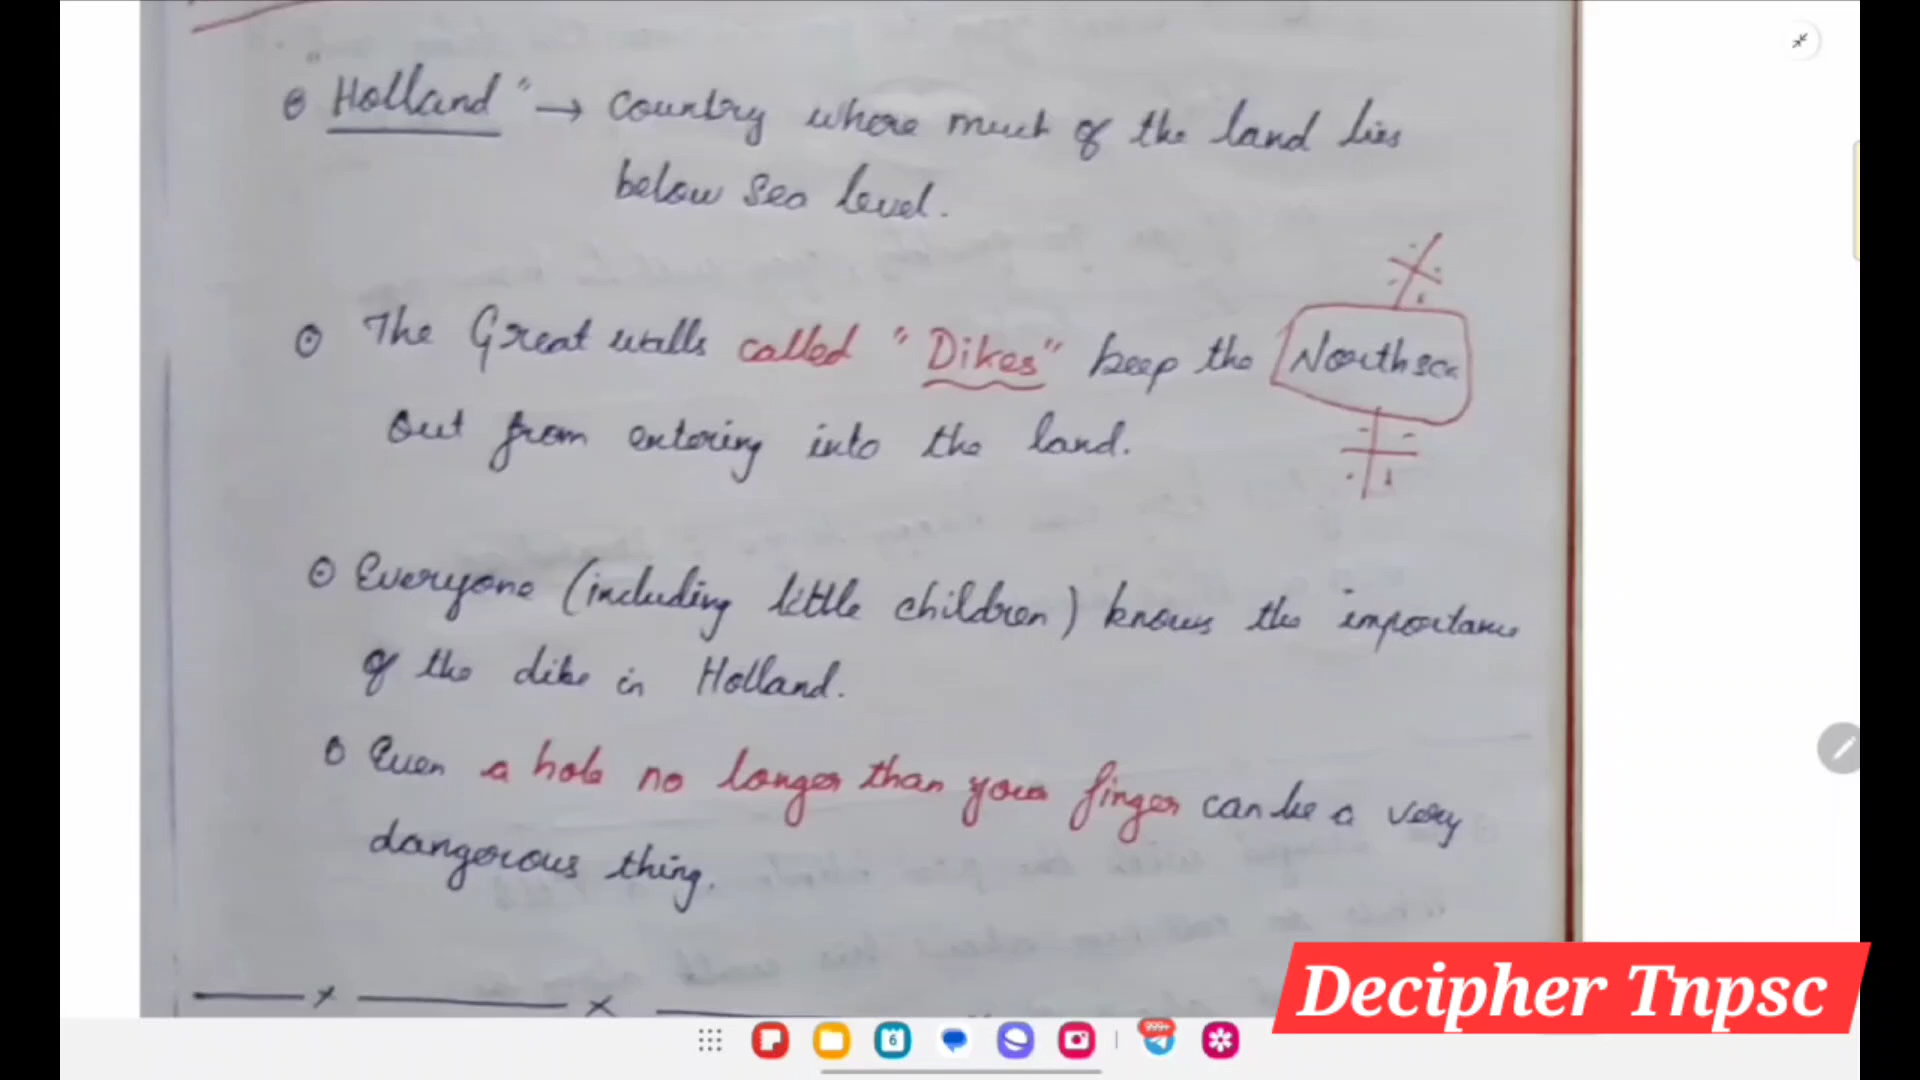 "Holland" → Country where much of the land lies
below sea level.
The Great walls called "Dikes" keep the North sea
out from entering into the land.
Everyone (including little children) knows the importance
of the dike in Holland.
Even a hole no longer than your finger can be a very
dangerous thing.
Decipher Tnpsc
6
999+